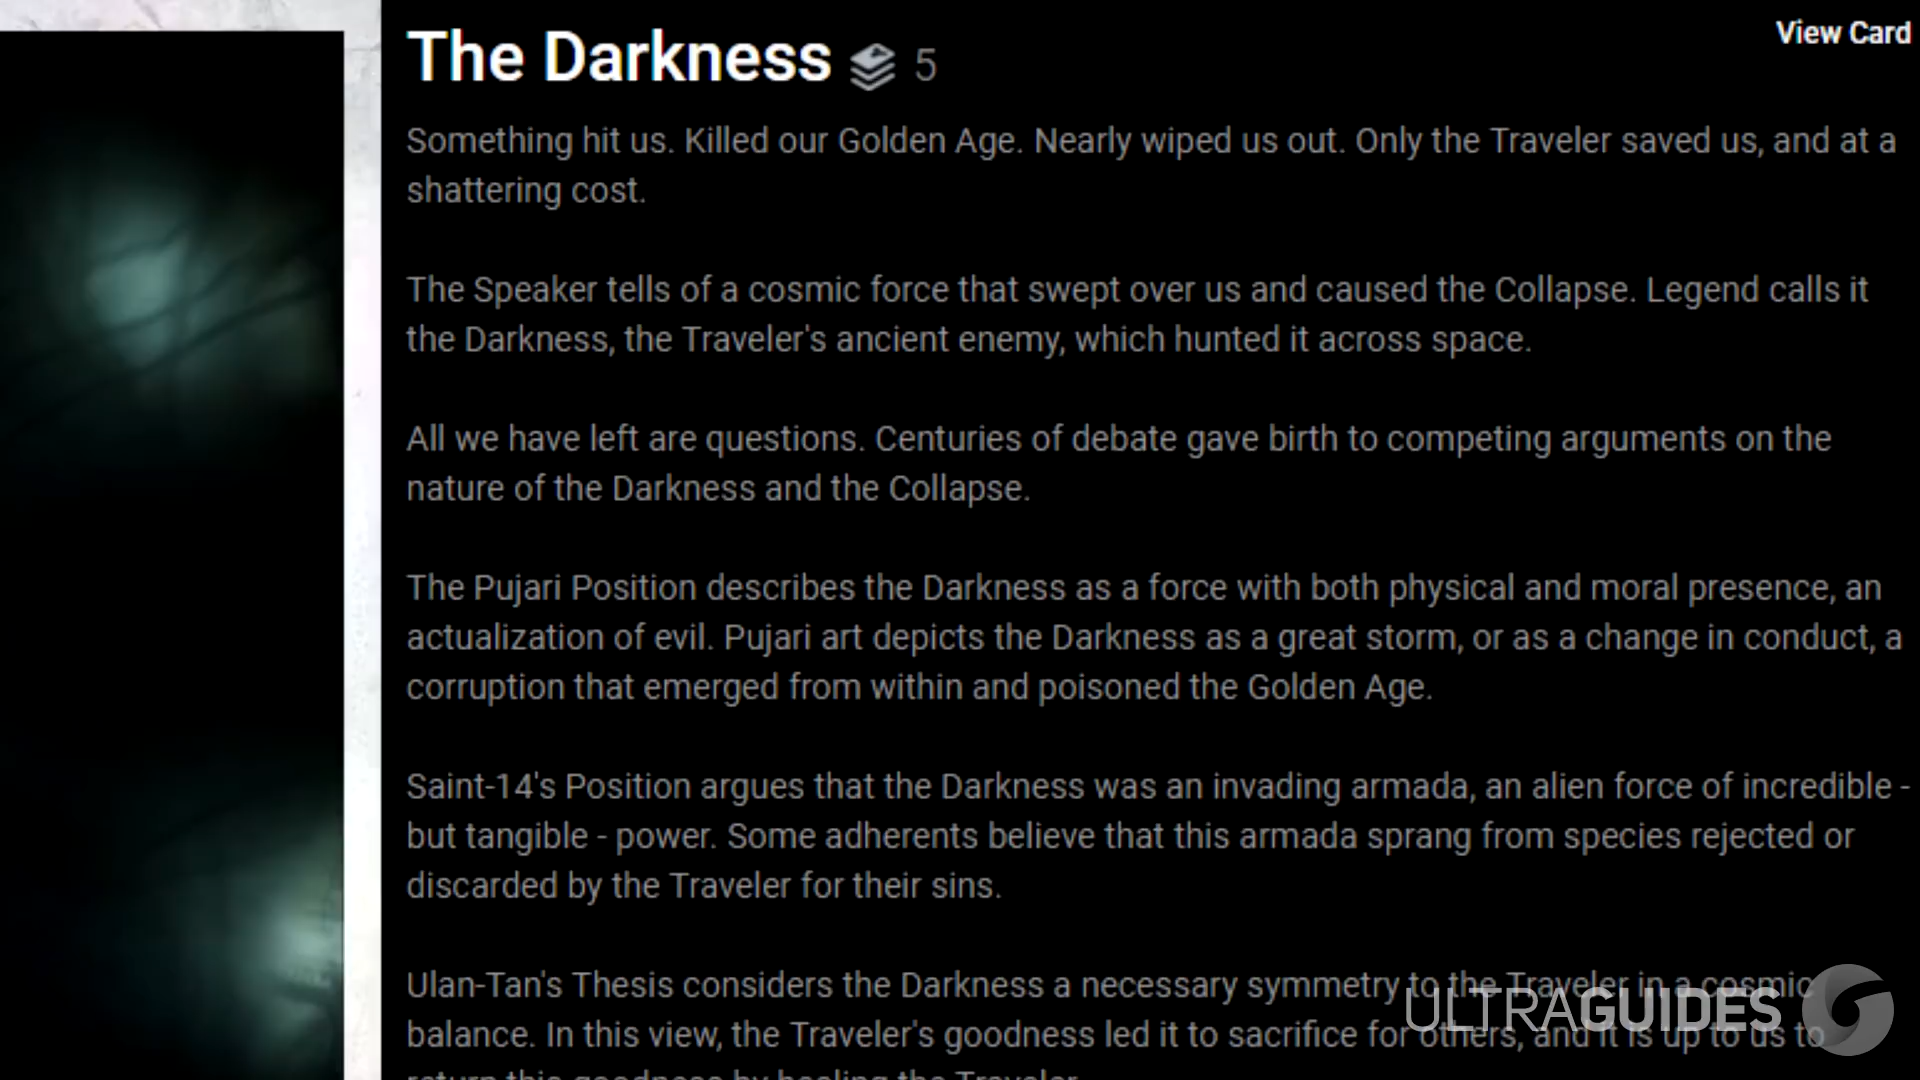 The Darkness 5
View Card
Something hit us. Killed our Golden Age. Nearly wiped us out. Only the Traveler saved us, and at a
shattering cost.
The Speaker tells of a cosmic force that swept over us and caused the Collapse. Legend calls it
the Darkness, the Traveler's ancient enemy, which hunted it across space.
All we have left are questions. Centuries of debate gave birth to competing arguments on the
nature of the Darkness and the Collapse.
The Pujari Position describes the Darkness as a force with both physical and moral presence, an
actualization of evil. Pujari art depicts the Darkness as a great storm, or as a change in conduct, a
corruption that emerged from within and poisoned the Golden Age.
Saint-14's Position argues that the Darkness was an invading armada, an alien force of incredible -
but tangible - power. Some adherents believe that this armada sprang from species rejected or
discarded by the Traveler for their sins.
Ulan-Tan's Thesis considers the Darkness a necessary symmetry to the Traveler in a cosmic
balance. In this view, the Traveler's goodness led it to sacrifice for others, and it is up to us to
return this goodness by healing the Traveler
ULTRAGUIDES